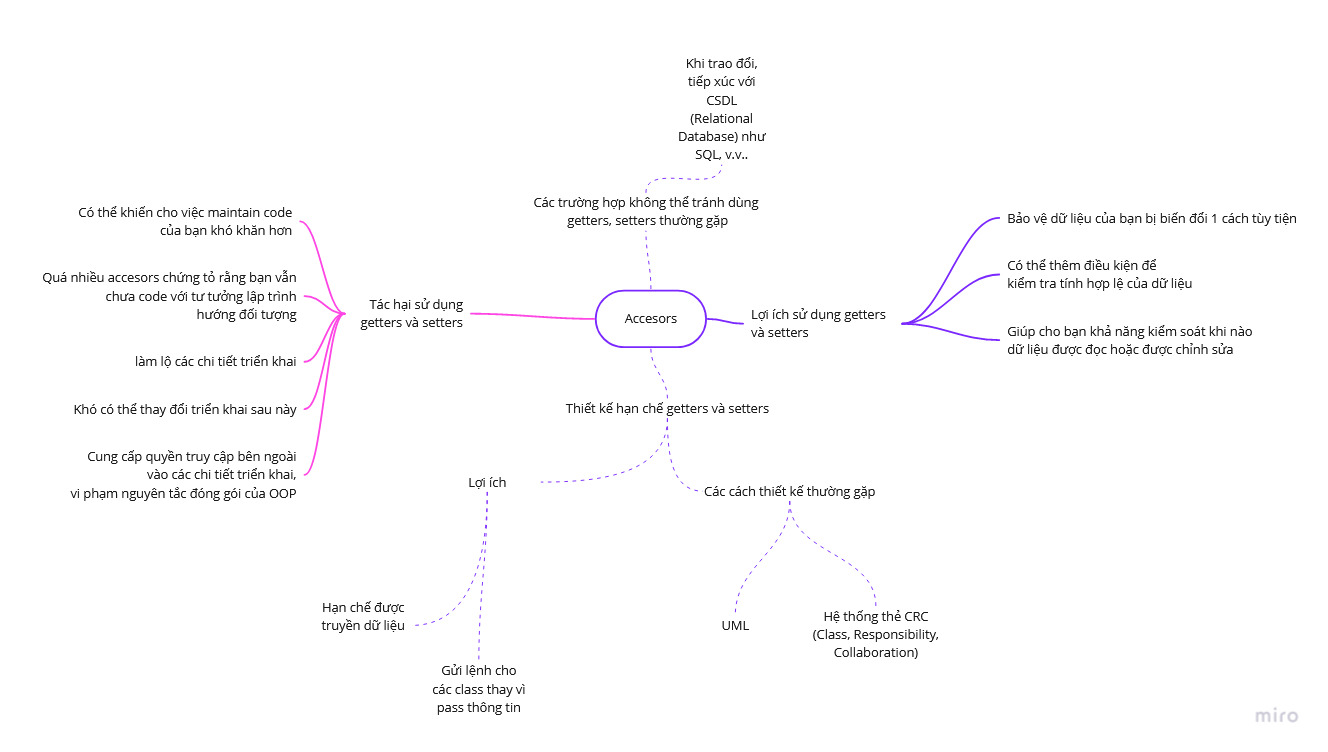 Khi trao đổi,
tiếp xúc với
CSDL
(Relational
Database) như
SQL, v.v..
Các trường hợp không thể tránh dùng
getters, setters thường gặp
Có thể khiến cho việc maintain code
của bạn khó khăn hơn
Quá nhiều accesors chứng tỏ rằng bạn vẫn
chưa code với tư tưởng lập trình
hướng đối tượng
làm lộ các chi tiết triển khai
Khó có thể thay đổi triển khai sau này
Cung cấp quyền truy cập bên ngoài
vào các chi tiết triển khai,
vi phạm nguyên tắc đóng gói của OOP
Tác hại sử dụng
getters và setters
Accesors
Lợi ích sử dụng getters
và setters
Bảo vệ dữ liệu của bạn bị biến đổi 1 cách tùy tiện
Có thể thêm điều kiện để
kiểm tra tính hợp lệ của dữ liệu
Giúp cho bạn khả năng kiểm soát khi nào
dữ liệu được đọc hoặc được chỉnh sửa
Thiết kế hạn chế getters và setters
Lợi ích
Các cách thiết kế thường gặp
Hạn chế được
truyền dữ liệu
Gửi lệnh cho
các class thay vì
pass thông tin
UML
Hệ thống thẻ CRC
(Class, Responsibility,
Collaboration)
miro